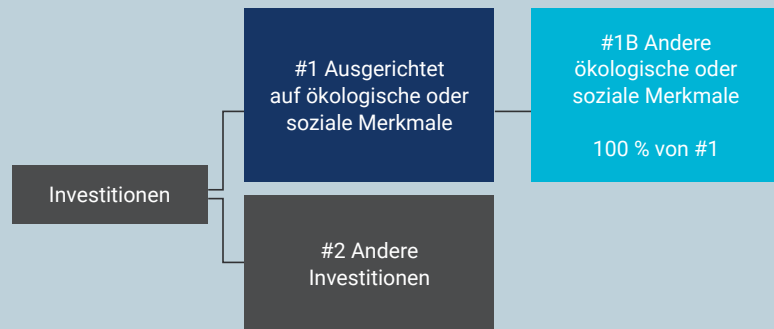 #1 Ausgerichtet
auf ökologische oder
soziale Merkmale
#1B Andere
ökologische oder
soziale Merkmale
100 % von #1
Investitionen
#2 Andere
Investitionen